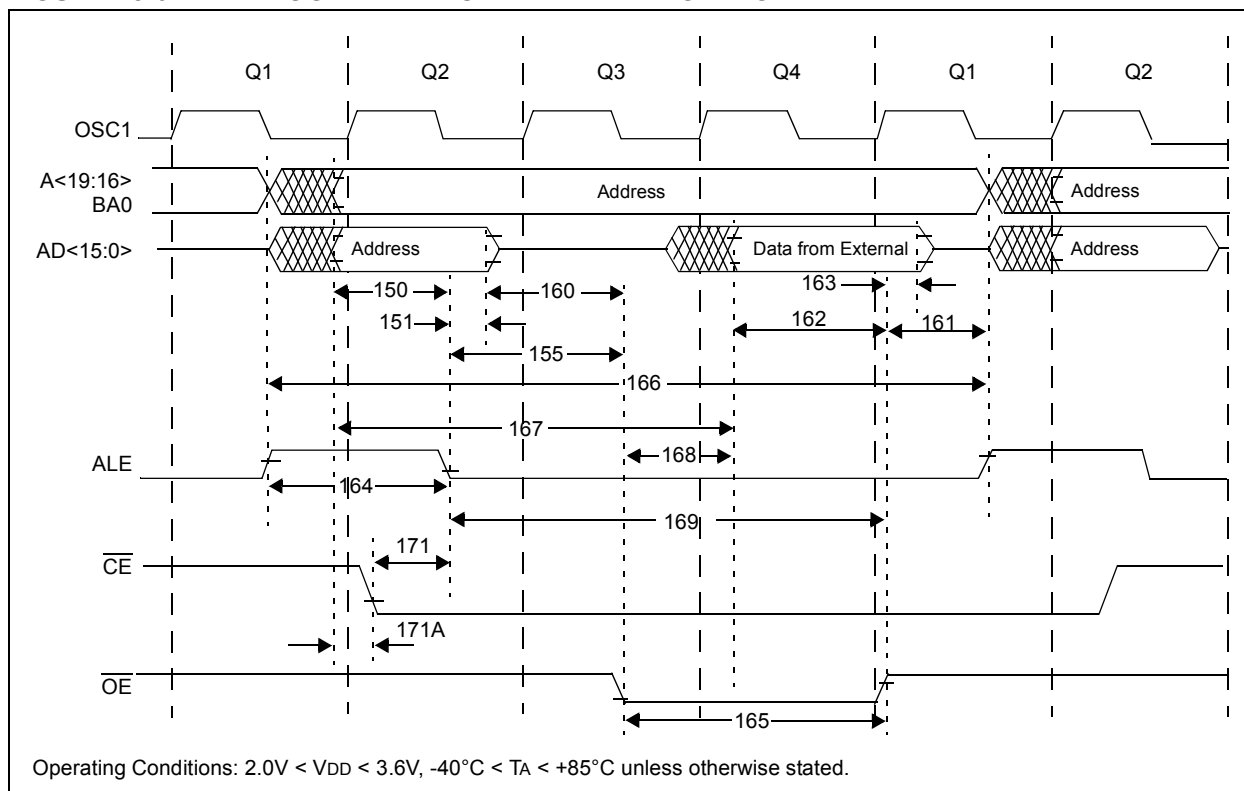 Q1 Q2 Q3 Q4 Q1 Q2
OSC1
A<19:16>
BA0
Address
Address
AD<15:0>
Address
Data from External
Address
150
160
163
151
162
161
155
166
167
168
ALE
164
169
171
CE
171A
OE
165
Operating Conditions: 2.0V < VDD < 3.6V, -40°C < TA < +85°C unless otherwise stated.